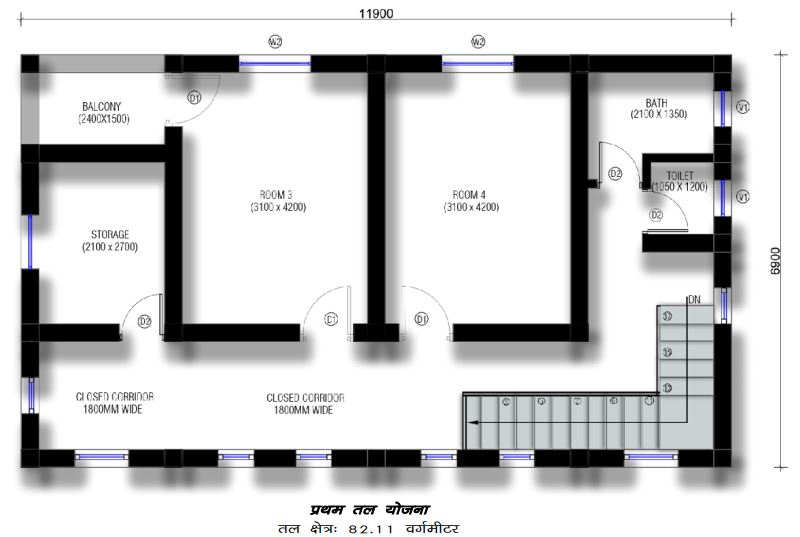 11900
W2 W2
BALCONY
(2400X1500)
D1
BATH
(2100 X 1350)
V1
D2
TOILET
(1050 X 1200)
V1
D2
ROOM 3
(3100 x 4200)
ROOM 4
(3100 x 4200)
STORAGE
(2100 x 2700)
6900
DN
D2
D1
D1
17
CLOSED CORRIDOR
1800MM WIDE
CLOSED CORRIDOR
1800MM WIDE
प्रथम तल योजना
तल क्षेत्रः 82.11 वर्गमीटर